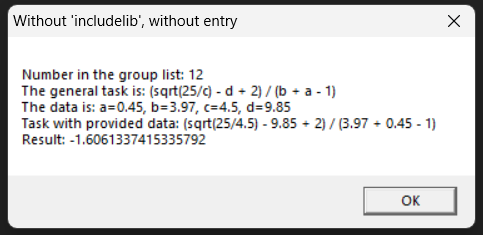 Without 'includelib', without entry
Number in the group list: 12
The general task is: (sqrt(25/c) - d + 2) / (b + a - 1)
The data is: a=0.45, b=3.97, c=4.5, d=9.85
Task with provided data: (sqrt(25/4.5) - 9.85 + 2) / (3.97 + 0.45 - 1)
Result: -1.6061337415335792
OK